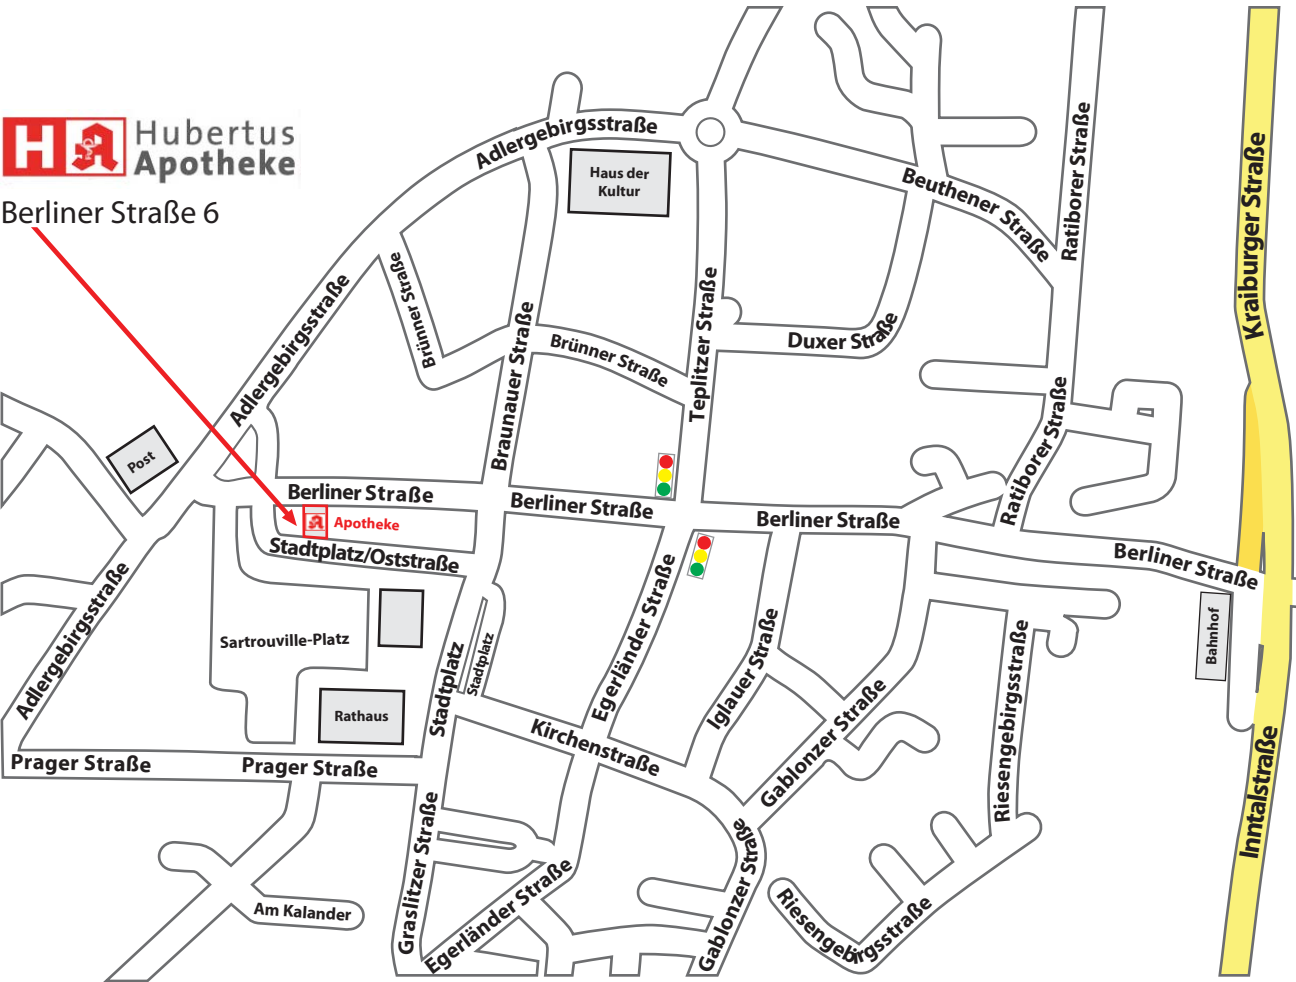 Hubertus
Apotheke
Berliner Straße 6
Adlergebirgsstraße
Haus der
Kultur
Beuthener Straße
Ratiborer Straße
Kraiburger Straße
Brünner Straße
Adlergebirgsstraße
Braunauer Straße
Brünner Straße
Teplitzer Straße
Duxer Straße
Ratiborer Straße
Post
Berliner Straße
Berliner Straße
Berliner Straße
Berliner Straße
Apotheke
Stadtplatz/Oststraße
Adlergebirgsstraße
Sartrouville-Platz
Stadtplatz
Stadtplatz
Egerländer Straße
Iglauer Straße
Gablonzer Straße
Riesengebirgsstraße
Bahnhof
Rathaus
Kirchenstraße
Prager Straße
Prager Straße
Inntalstraße
Graslitzer Straße
Egerländer Straße
Gablonzer Straße
Am Kalander
Riesengebirgsstraße